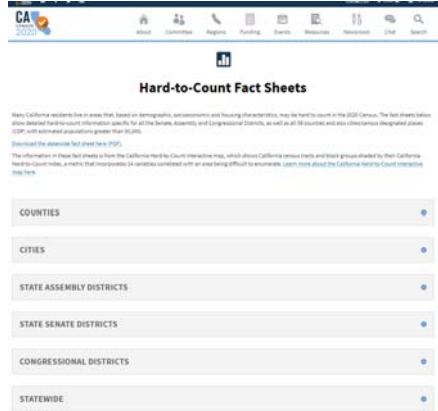 CA
CENSUS
2020
About
Committee
Regions
Funding
Events
Resources
Newsroom
Chat
Search
Hard-to-Count Fact Sheets
Many California residents live in areas that, based on demographic, socioeconomic and housing characteristics, may be hard to count in the 2020 Census. The fact sheets below
show detailed hard-to-count information specific for all the Senate, Assembly and Congressional Districts, as well as all 58 counties and also cities/census designated places
(CDP) with estimated populations greater than
Download the statewide fact sheet here (PDF).
The information in these fact sheets is from the California Hard-to-Count Interactive map, which shows California census tracts and block groups shaded by their California
Hard-to-Count Index, a metric that incorporates 14 variables correlated with an area being difficult to enumerate. Learn more about the California Hard-to-Count interactive
map here.
COUNTIES
CITIES
STATE ASSEMBLY DISTRICTS
STATE SENATE DISTRICTS
CONGRESSIONAL DISTRICTS
STATEWIDE